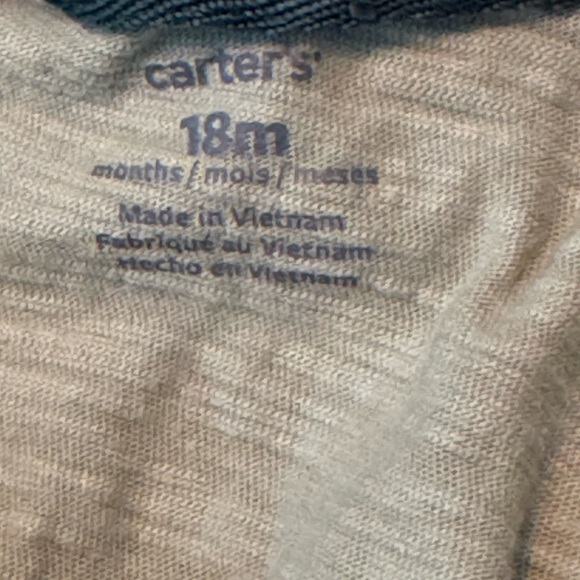 carter's
18m
months / mois / meses
Made in Vietnam
Fabriqué au Vietnam
Hecho en Vietnam